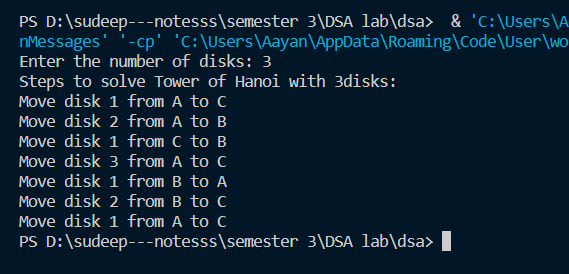 PS D:\sudeep---notesss\semester 3\DSA lab\dsa>  & 'C:\Users\A
nMessages' '-cp' 'C:\Users\Aayan\AppData\Roaming\Code\User\wo
Enter the number of disks: 3
Steps to solve Tower of Hanoi with 3disks:
Move disk 1 from A to C
Move disk 2 from A to B
Move disk 1 from C to B
Move disk 3 from A to C
Move disk 1 from B to A
Move disk 2 from B to C
Move disk 1 from A to C
PS D:\sudeep---notesss\semester 3\DSA lab\dsa>